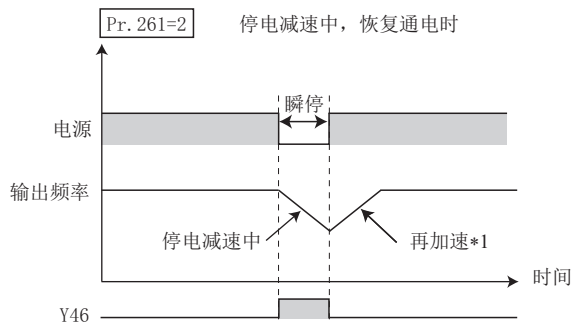 Pr.261=2 停电减速中，恢复通电时
瞬停
电源
输出频率
停电减速中
再加速*1
时间
Y46